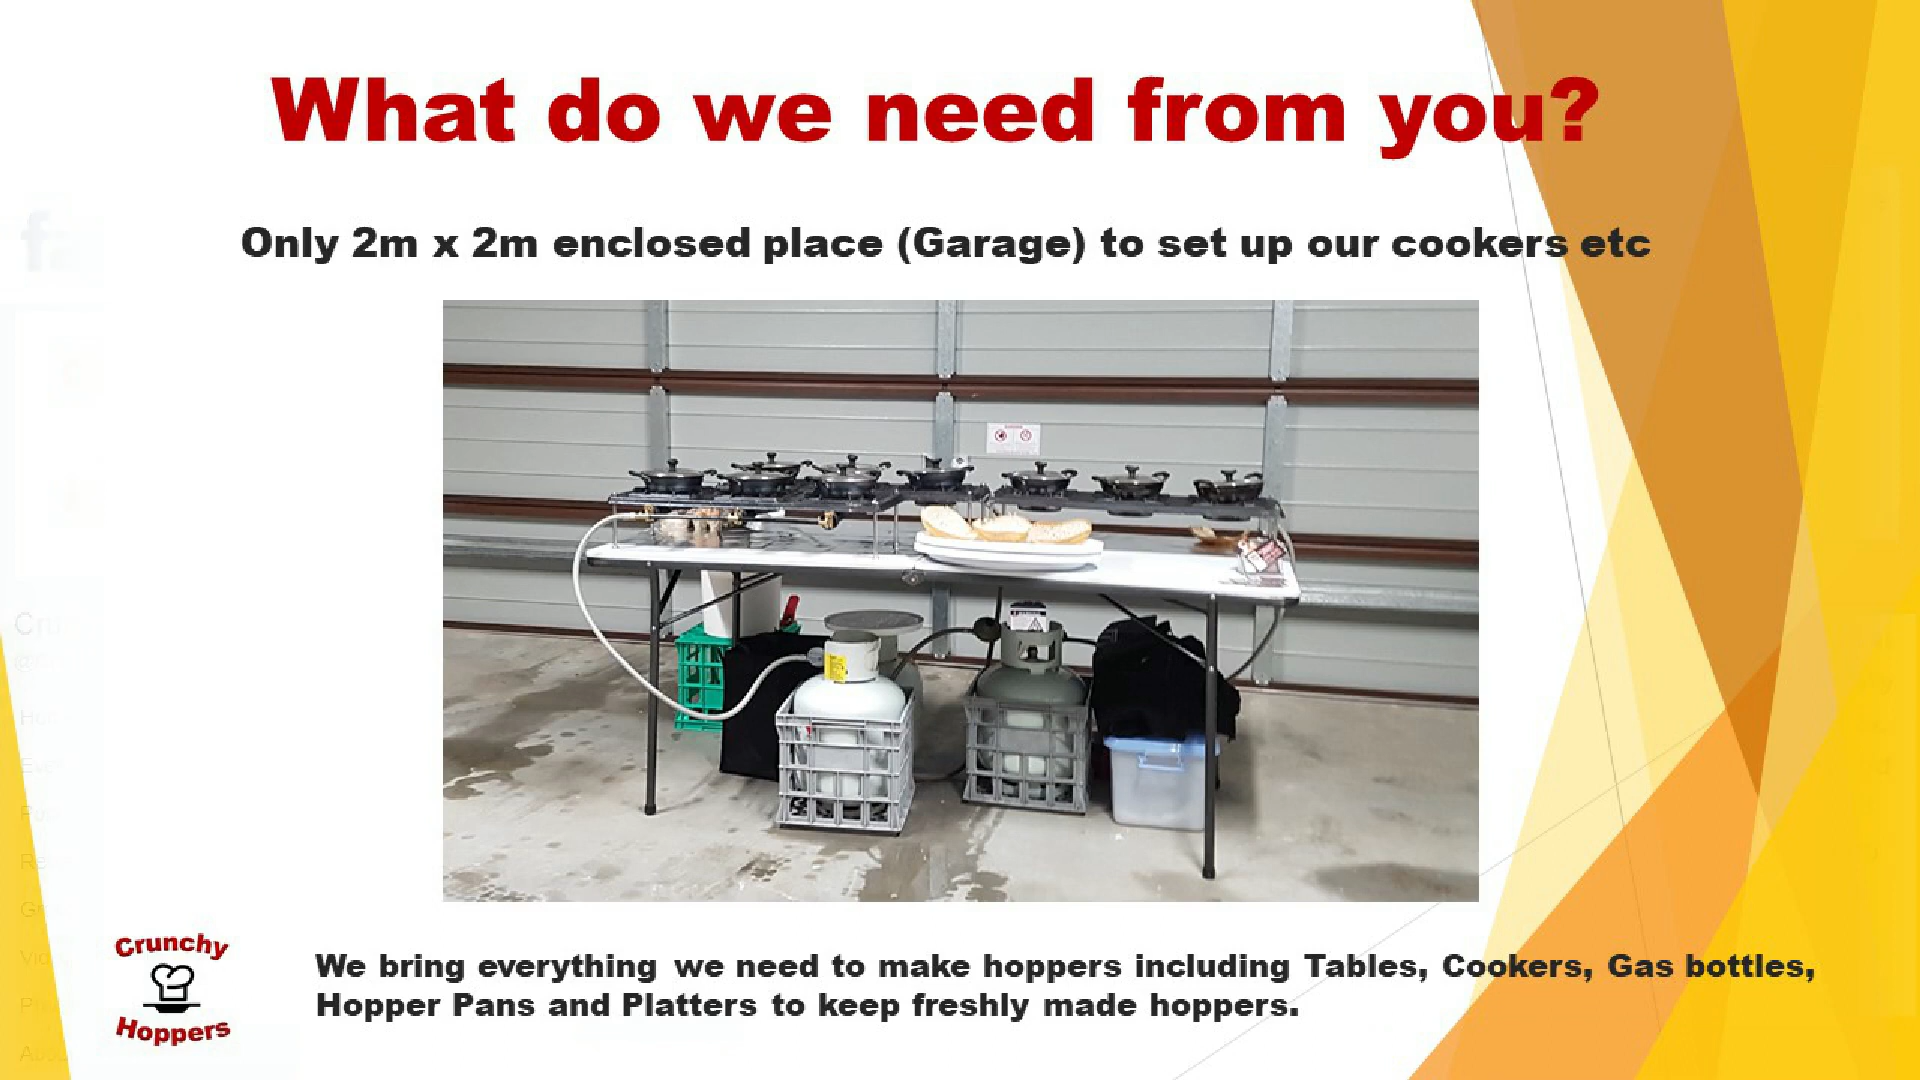 What do we need from you?
Only 2m x 2m enclosed place (Garage) to set up our cookers etc
Crunchy
Hoppers
We bring everything we need to make hoppers including Tables, Cookers, Gas bottles,
Hopper Pans and Platters to keep freshly made hoppers.